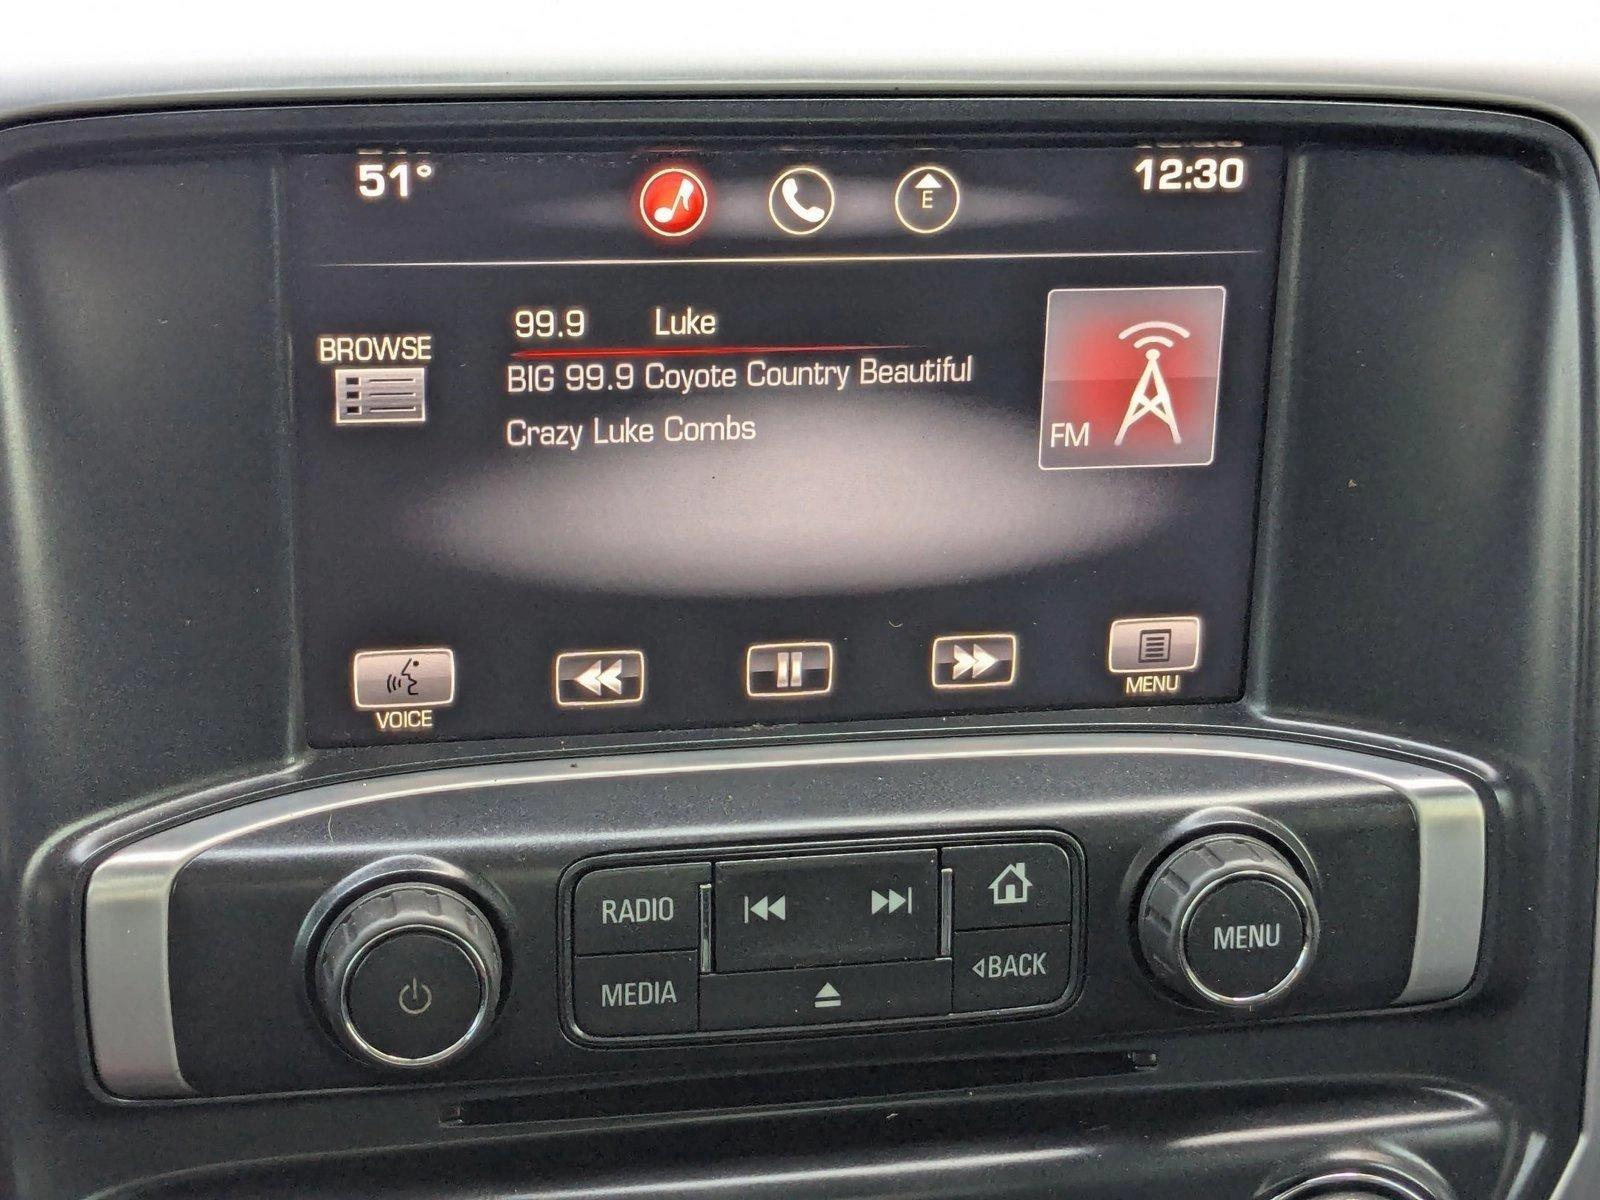 51° 12:30
E
99.9 Luke
BROWSE
BIG 99.9 Coyote Country Beautiful
Crazy Luke Combs
FM
VOICE
MENU
RADIO
MEDIA
BACK
MENU